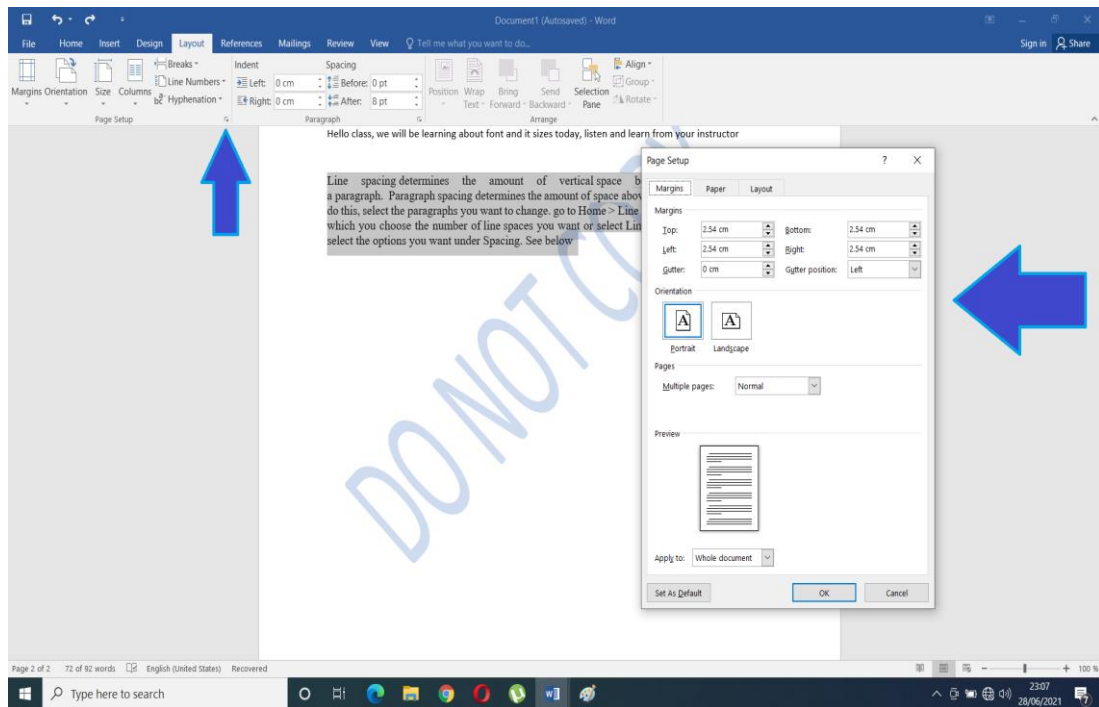 Document1 (Autosaved) - Word
File Home Insert Design Layout References Mailings Review View Tell me what you want to do... Sign in Share
Margins Orientation Size Columns
Breaks
Line Numbers
Hyphenation
Page Setup
Indent Spacing
Left: 0 cm Before: 0 pt
Right: 0 cm After: 8 pt
Paragraph
Position Wrap Text Bring Forward Send Backward Selection Pane
Align
Group
Rotate
Arrange
Hello class, we will be learning about font and it sizes today, listen and learn from your instructor
Line spacing determines the amount of vertical space b
a paragraph. Paragraph spacing determines the amount of space abov
do this, select the paragraphs you want to change. go to Home > Line
which you choose the number of line spaces you want or select Lin
select the options you want under Spacing. See below
DO NOT COPY
Page Setup ? X
Margins Paper Layout
Margins
Top: 2.54 cm Bottom: 2.54 cm
Left: 2.54 cm Right: 2.54 cm
Gutter: 0 cm Gutter position: Left
Orientation
A A
Portrait Landscape
Pages
Multiple pages: Normal
Preview
Apply to: Whole document
Set As Default OK Cancel
Page 2 of 2 72 of 92 words English (United States) Recovered 100 %
Type here to search
23:07
28/06/2021